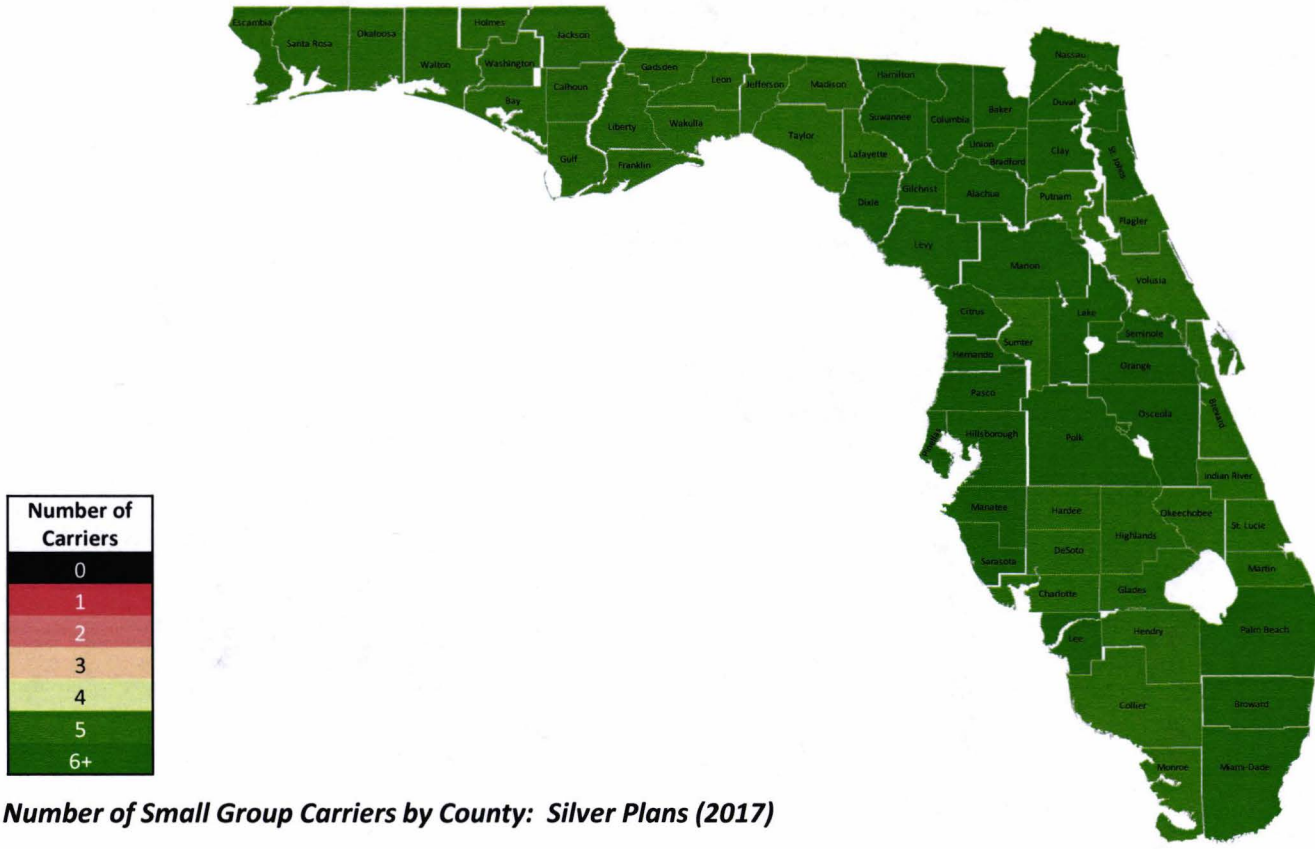 Escambia
Santa Rosa
Okaloosa
Walton
Holmes
Washington
Jackson
Bay
Calhoun
Gulf
Gadsden
Liberty
Franklin
Leon
Wakulla
Jefferson
Madison
Taylor
Hamilton
Suwannee
Lafayette
Dixie
Columbia
Gilchrist
Baker
Union
Bradford
Alachua
Levy
Nassau
Duval
Clay
St. Johns
Putnam
Flagler
Marion
Volusia
Citrus
Sumter
Lake
Seminole
Hernando
Orange
Pasco
Brevard
Osceola
Hillsborough
Polk
Pinellas
Indian River
Manatee
Hardee
Okeechobee
St. Lucie
Highlands
Sarasota
DeSoto
Martin
Charlotte
Glades
Lee
Hendry
Palm Beach
Collier
Broward
Monroe
Miami-Dade
Number of
Carriers
0
1
2
3
4
5
6+
Number of Small Group Carriers by County: Silver Plans (2017)